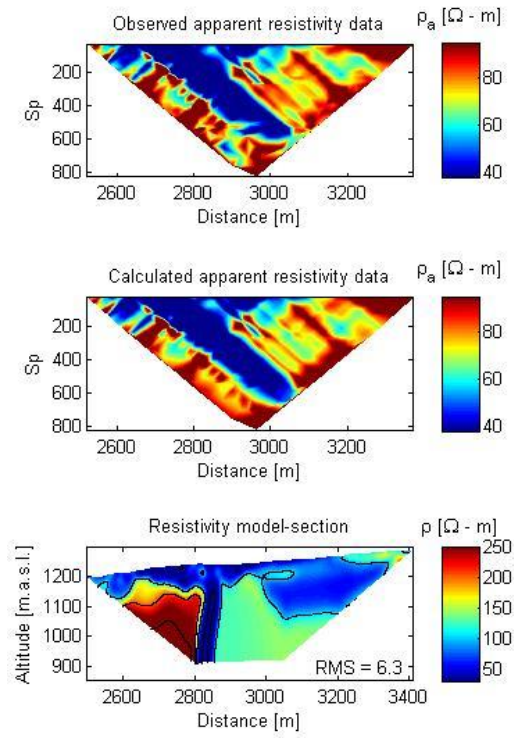 Observed apparent resistivity data
ρa [Ω - m]
200
400
600
800
Sp
2600 2800 3000 3200
Distance [m]
80
60
40
Calculated apparent resistivity data
ρa [Ω - m]
200
400
600
800
Sp
2600 2800 3000 3200
Distance [m]
80
60
40
Resistivity model-section
ρ [Ω - m]
1200
1100
1000
900
Altitude [m.a.s.l.]
RMS = 6.3
2600 2800 3000 3200 3400
Distance [m]
250
200
150
100
50